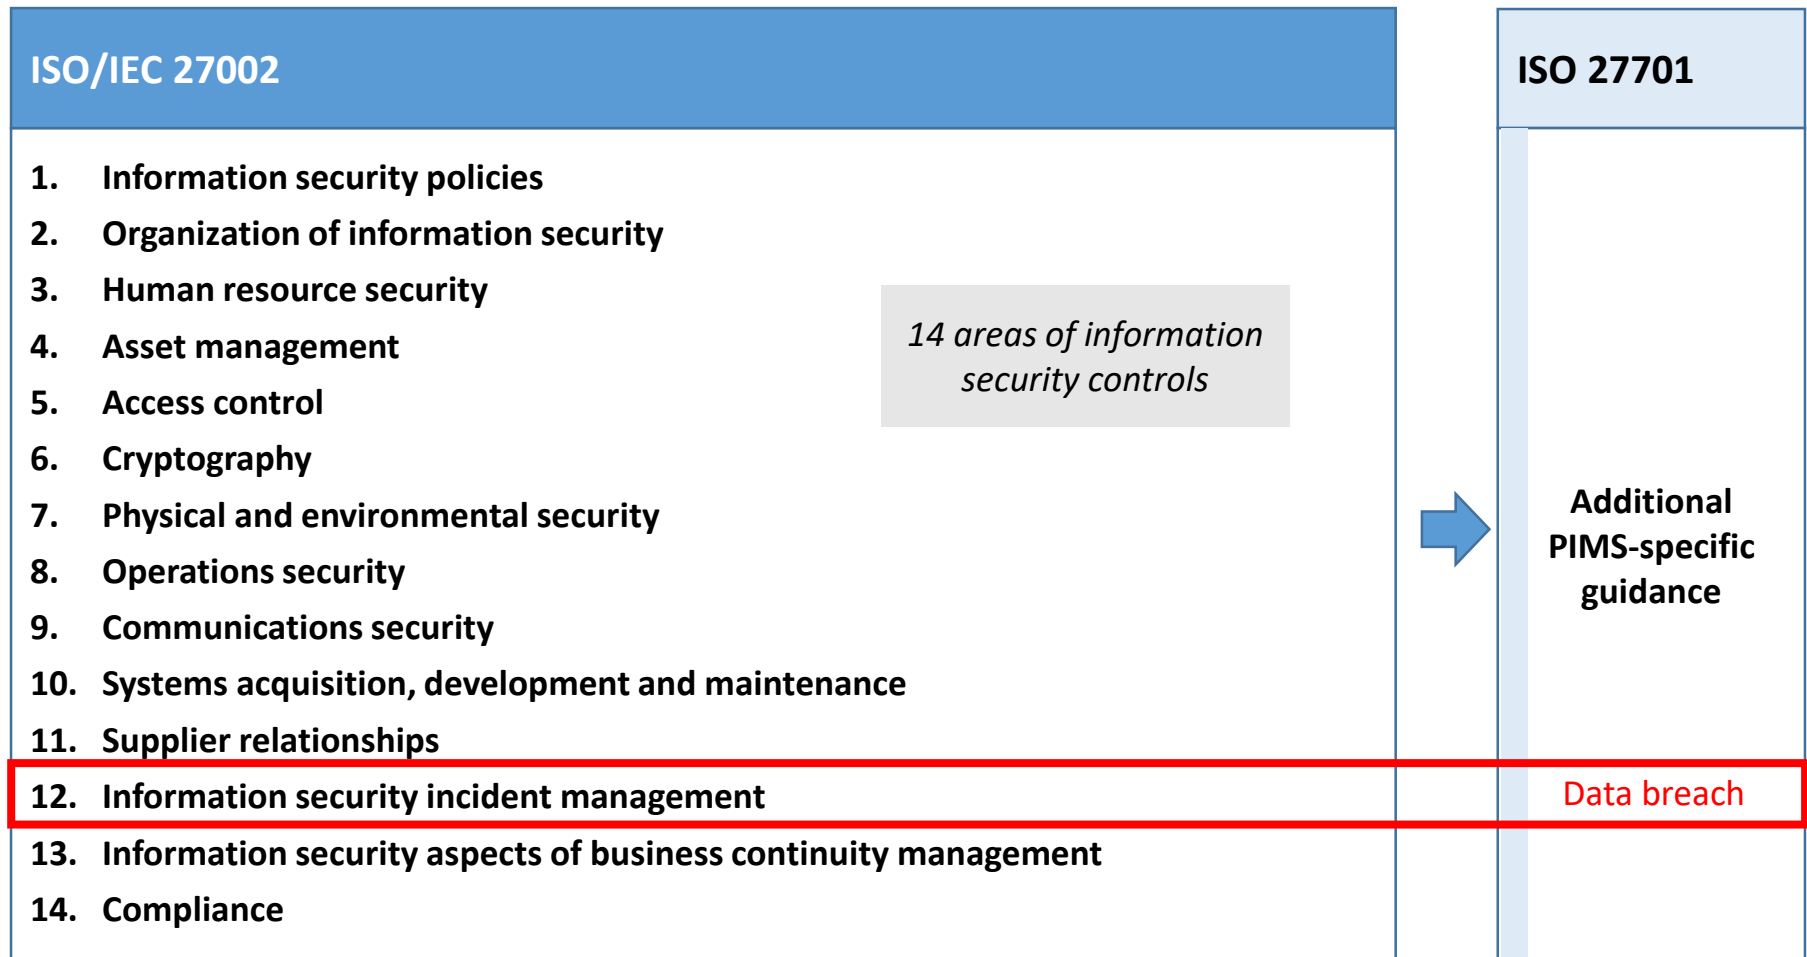 ISO/IEC 27002
1. Information security policies
2. Organization of information security
3. Human resource security
4. Asset management
5. Access control
6. Cryptography
7. Physical and environmental security
8. Operations security
9. Communications security
10. Systems acquisition, development and maintenance
11. Supplier relationships
12. Information security incident management
13. Information security aspects of business continuity management
14. Compliance
14 areas of information
security controls
ISO 27701
Additional
PIMS-specific
guidance
Data breach